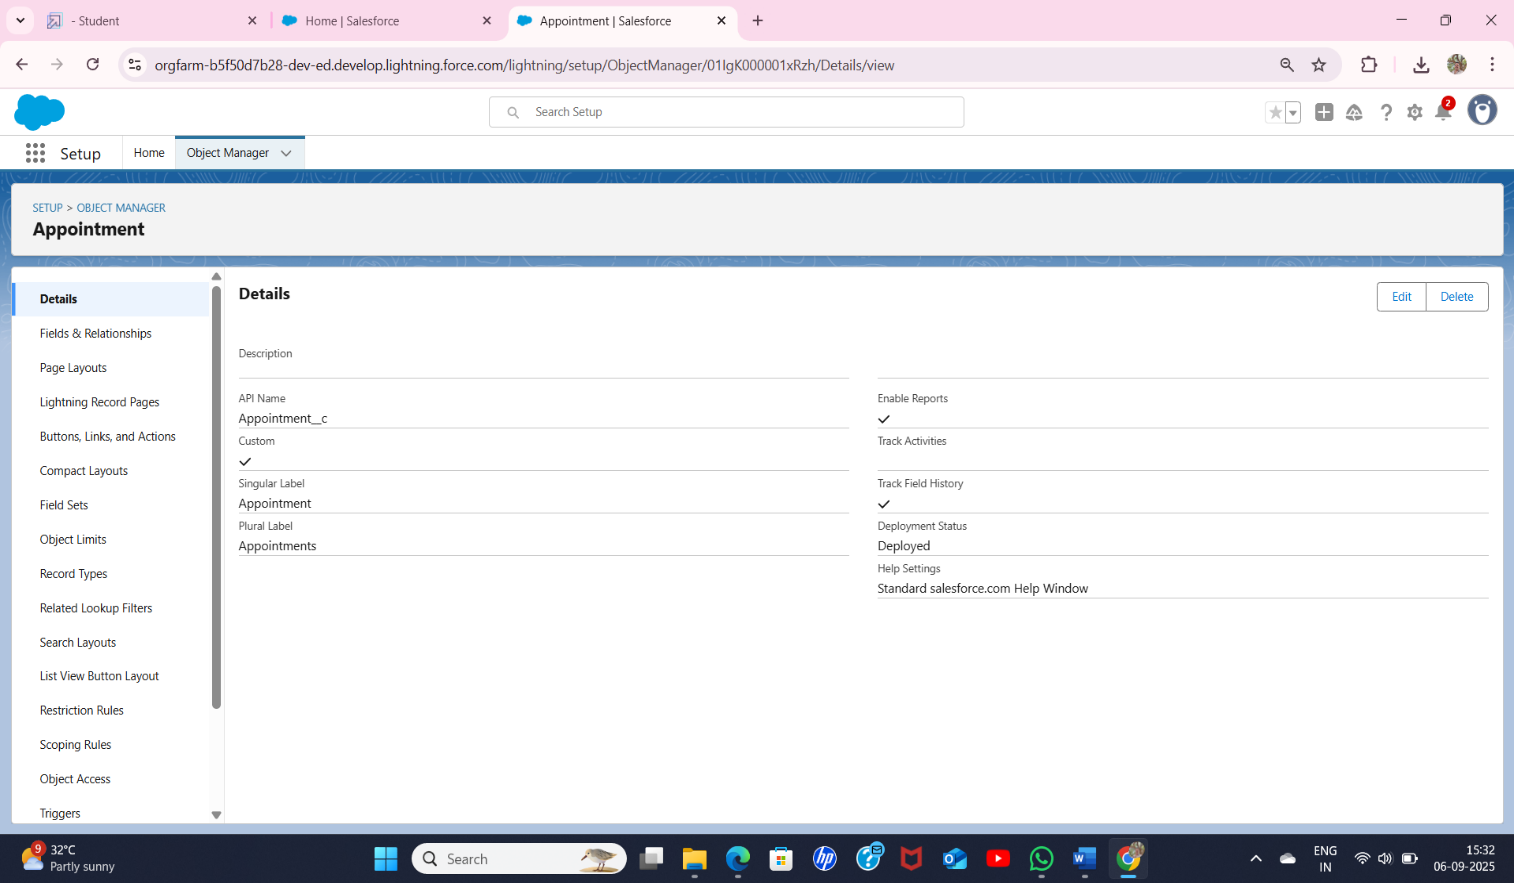 - Student
Home | Salesforce
Appointment | Salesforce
orgfarm-b5f50d7b28-dev-ed.develop.lightning.force.com/lightning/setup/ObjectManager/01IgK000001xRzh/Details/view
Search Setup
2
Setup
Home
Object Manager
SETUP > OBJECT MANAGER
Appointment
Details
Fields & Relationships
Page Layouts
Lightning Record Pages
Buttons, Links, and Actions
Compact Layouts
Field Sets
Object Limits
Record Types
Related Lookup Filters
Search Layouts
List View Button Layout
Restriction Rules
Scoping Rules
Object Access
Triggers
Details
Edit
Delete
Description
API Name
Appointment__c
Custom
Singular Label
Appointment
Plural Label
Appointments
Enable Reports
Track Activities
Track Field History
Deployment Status
Deployed
Help Settings
Standard salesforce.com Help Window
9
32°C
Partly sunny
Search
hp
ENG
IN
15:32
06-09-2025